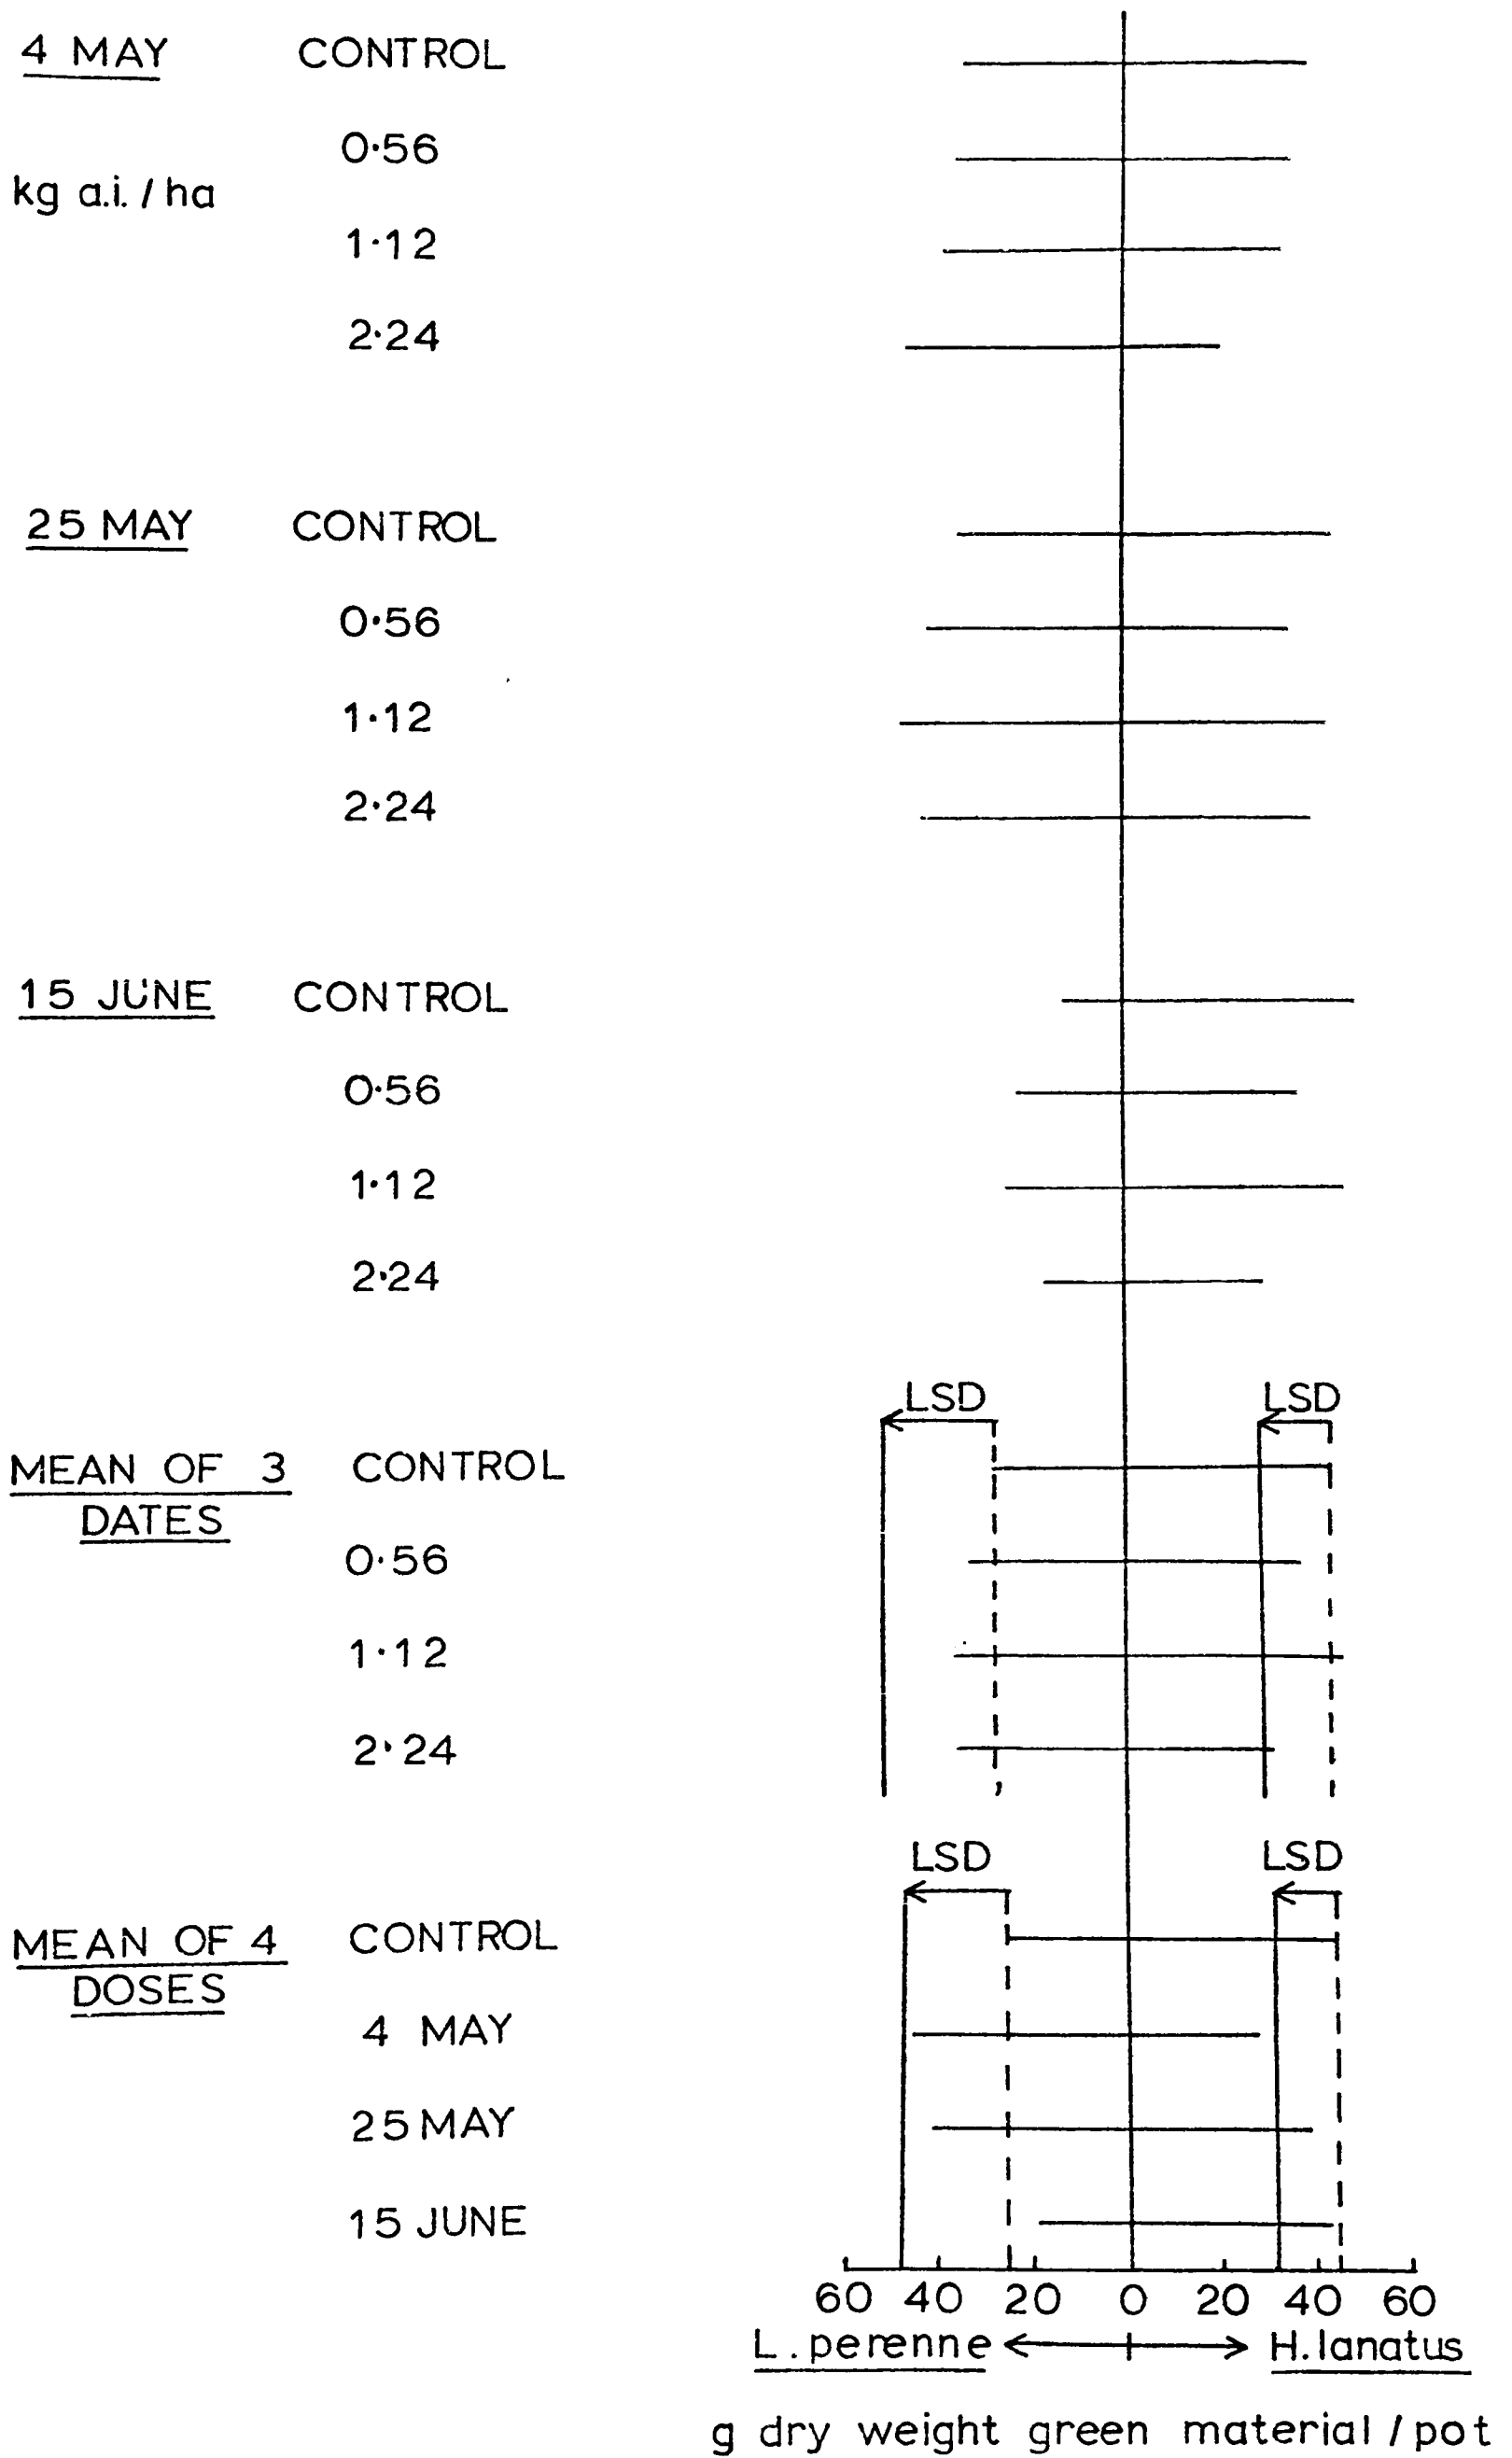 4 MAY CONTROL
0·56
kg a.i. / ha
1·12
2·24
25 MAY CONTROL
0·56
1·12
2·24
15 JUNE CONTROL
0·56
1·12
2·24
LSD LSD
MEAN OF 3 CONTROL
DATES
0·56
1·12
2·24
LSD LSD
MEAN OF 4 CONTROL
DOSES
4 MAY
25 MAY
15 JUNE
60 40 20 0 20 40 60
L. perenne H. lanatus
g dry weight green material / pot